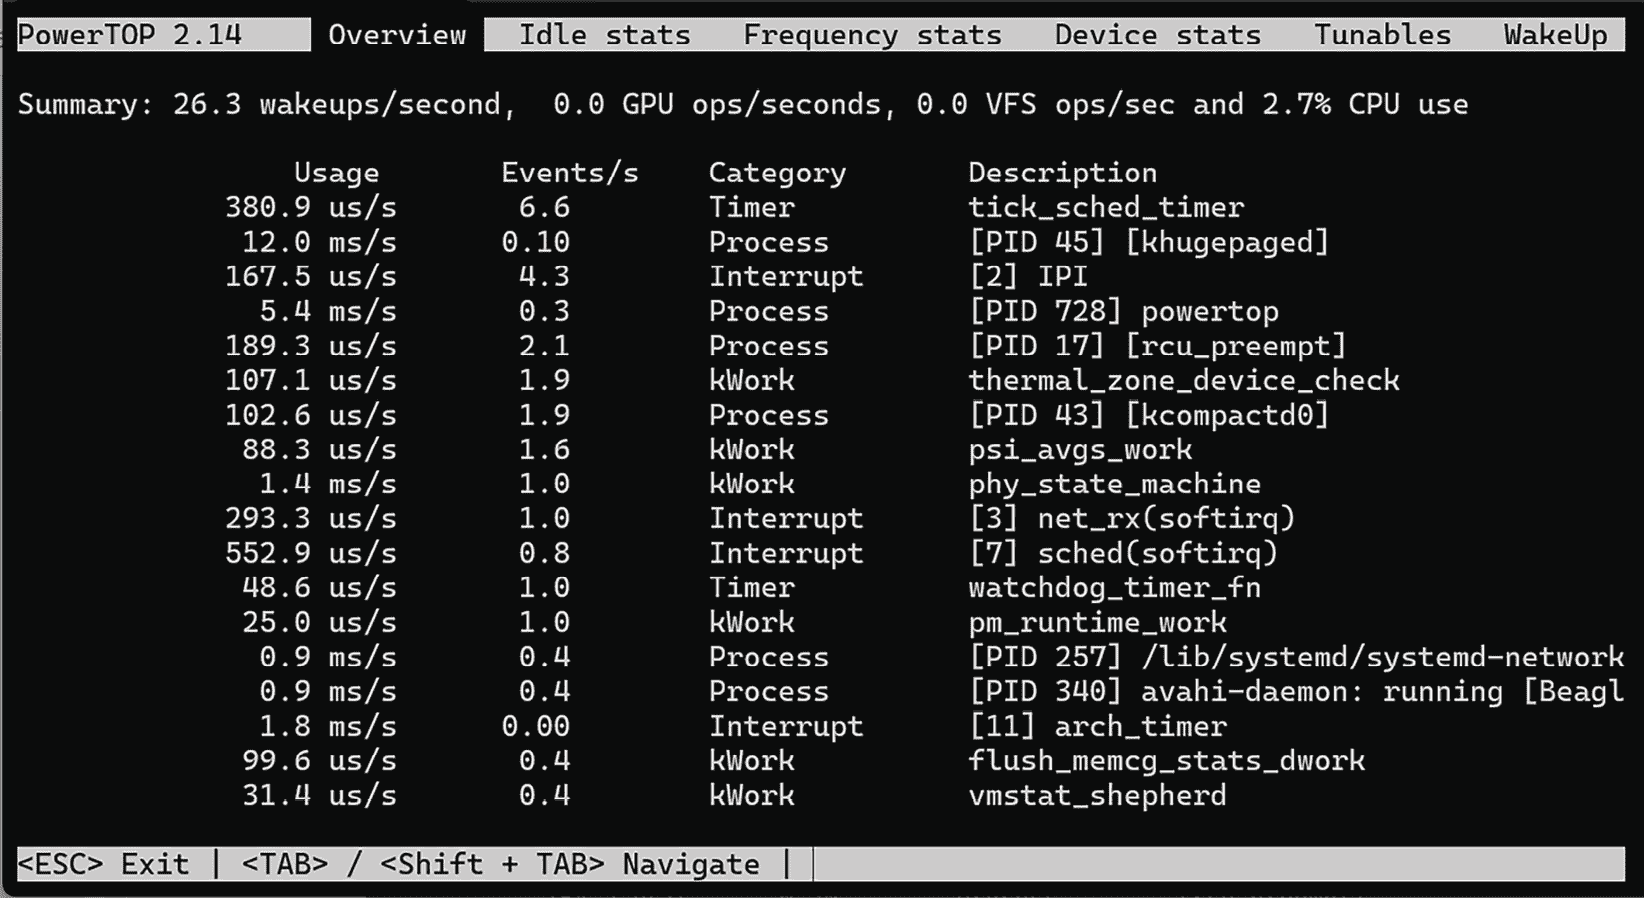 PowerTOP 2.14 Overview Idle stats Frequency stats Device stats Tunables WakeUp
Summary: 26.3 wakeups/second, 0.0 GPU ops/seconds, 0.0 VFS ops/sec and 2.7% CPU use
Usage Events/s Category Description
380.9 us/s 6.6 Timer tick_sched_timer
12.0 ms/s 0.10 Process [PID 45] [khugepaged]
167.5 us/s 4.3 Interrupt [2] IPI
5.4 ms/s 0.3 Process [PID 728] powertop
189.3 us/s 2.1 Process [PID 17] [rcu_preempt]
107.1 us/s 1.9 kWork thermal_zone_device_check
102.6 us/s 1.9 Process [PID 43] [kcompactd0]
88.3 us/s 1.6 kWork psi_avgs_work
1.4 ms/s 1.0 kWork phy_state_machine
293.3 us/s 1.0 Interrupt [3] net_rx(softirq)
552.9 us/s 0.8 Interrupt [7] sched(softirq)
48.6 us/s 1.0 Timer watchdog_timer_fn
25.0 us/s 1.0 kWork pm_runtime_work
0.9 ms/s 0.4 Process [PID 257] /lib/systemd/systemd-network
0.9 ms/s 0.4 Process [PID 340] avahi-daemon: running [Beagl
1.8 ms/s 0.00 Interrupt [11] arch_timer
99.6 us/s 0.4 kWork flush_memcg_stats_dwork
31.4 us/s 0.4 kWork vmstat_shepherd
<ESC> Exit | <TAB> / <Shift + TAB> Navigate |